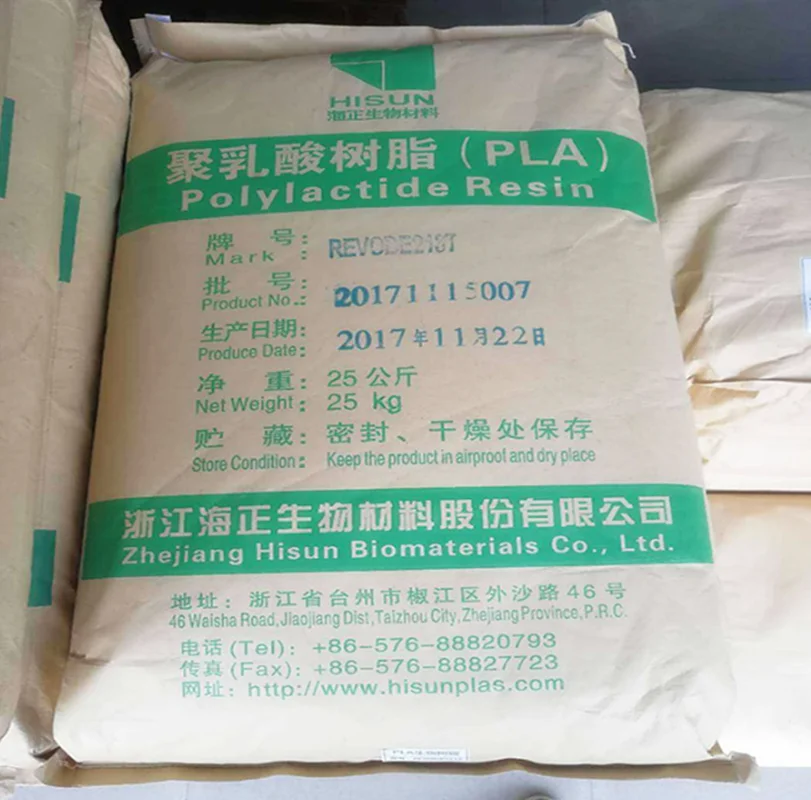 HISUN
海正生物材料
聚乳酸树脂（PLA）
Polylactide Resin
牌 号：
Mark : REVODE213T
批 号：
Product No.: 20171115007
生产日期：
Produce Date: 2017年11月22日
净 重：25 公斤
Net Weight: 25 kg
贮 藏：密封、干燥处保存
Store Condition: Keep the product in airproof and dry place
浙江海正生物材料股份有限公司
Zhejiang Hisun Biomaterials Co., Ltd.
地址：浙江省台州市椒江区外沙路46号
46 Waisha Road, Jiaojiang Dist, Taizhou City, Zhejiang Province, P.R.C.
电话(Tel)：+86-576-88820793
传真(Fax)：+86-576-88827723
网址：http://www.hisunplas.com